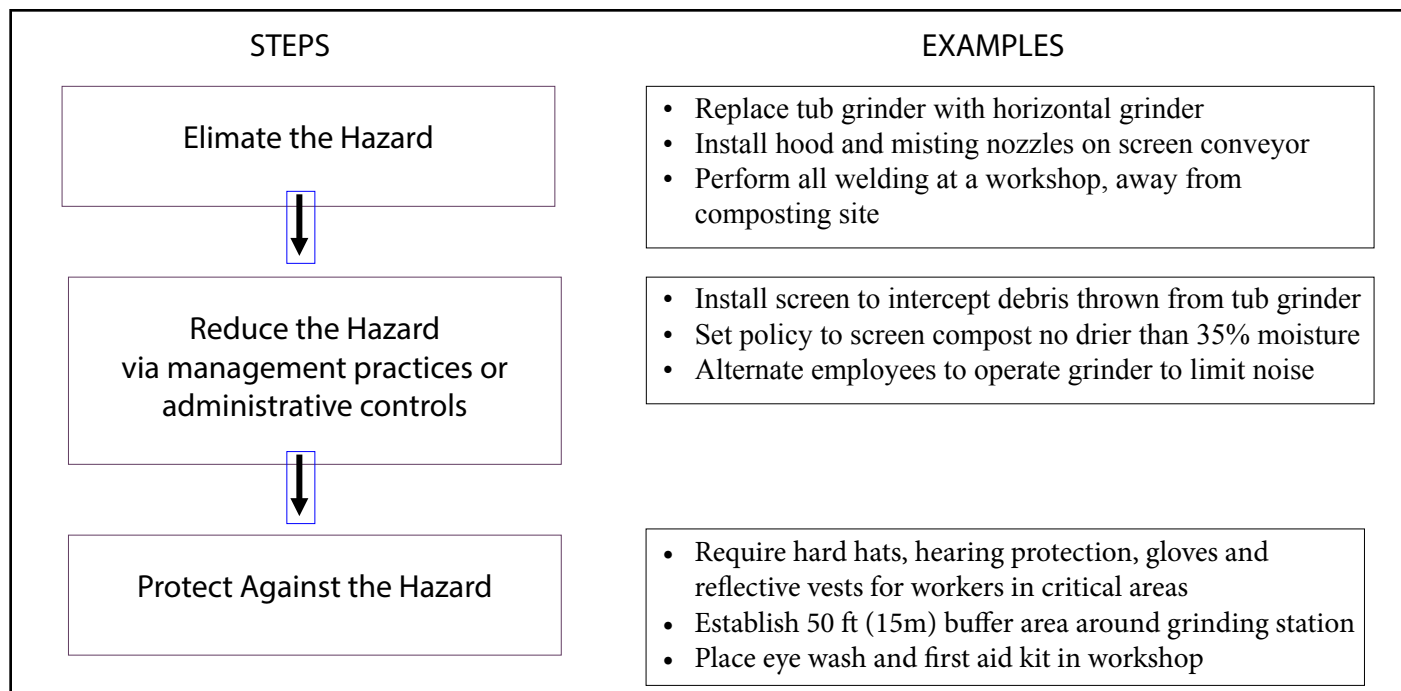 STEPS
EXAMPLES
Elimate the Hazard
• Replace tub grinder with horizontal grinder
• Install hood and misting nozzles on screen conveyor
• Perform all welding at a workshop, away from
composting site
Reduce the Hazard
via management practices or
administrative controls
• Install screen to intercept debris thrown from tub grinder
• Set policy to screen compost no drier than 35% moisture
• Alternate employees to operate grinder to limit noise
Protect Against the Hazard
• Require hard hats, hearing protection, gloves and
reflective vests for workers in critical areas
• Establish 50 ft (15m) buffer area around grinding station
• Place eye wash and first aid kit in workshop